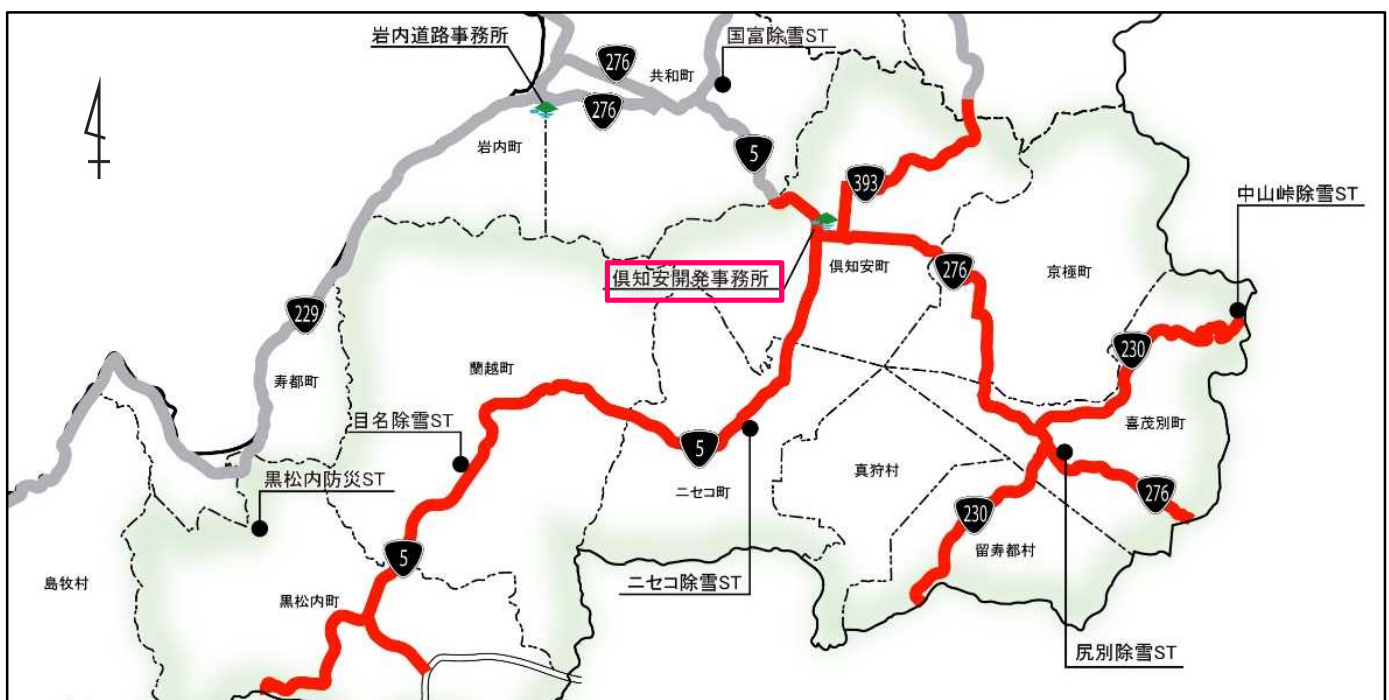 岩内道路事務所
国富除雪ST
276
共和町
276
岩内町
5
393
中山峠除雪ST
倶知安開発事務所
倶知安町
276
京極町
229
230
寿都町
蘭越町
喜茂別町
目名除雪ST
5
黒松内防災ST
真狩村
ニセコ町
276
230
留寿都村
5
島牧村
ニセコ除雪ST
黒松内町
尻別除雪ST